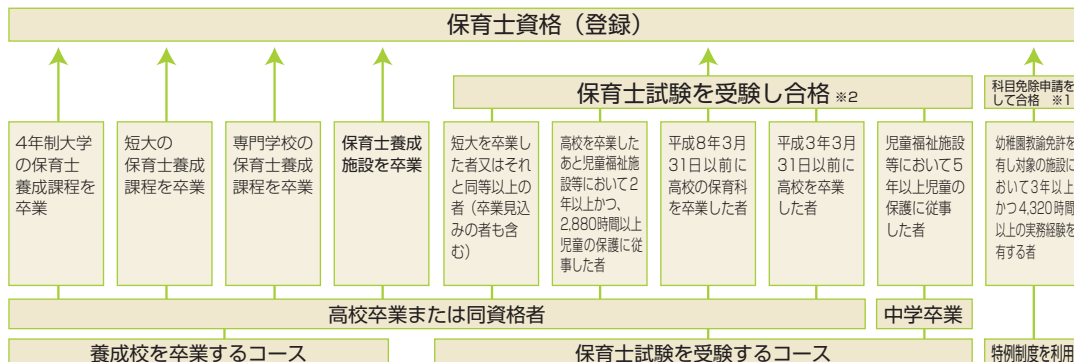 保育士資格（登録）
保育士試験を受験し合格 ※2
科目免除申請を
して合格 ※1
4年制大学
の保育士
養成課程を
卒業
短大の
保育士養成
課程を卒業
専門学校の
保育士養成
課程を卒業
保育士養成
施設を卒業
短大を卒業し
た者又はそれ
と同等以上の
者（卒業見込
みの者も含
む）
高校を卒業した
あと児童福祉施
設等において2
年以上かつ、
2,880時間以上
児童の保護に従
事した者
平成8年3月
31日以前に
高校の保育科
を卒業した者
平成3年3月
31日以前に
高校を卒業
した者
児童福祉施設
等において5
年以上児童の
保護に従事
した者
幼稚園教諭免許を
有し対象の施設に
おいて3年以上
かつ4,320時間
以上の実務経験を
有する者
高校卒業または同資格者
中学卒業
養成校を卒業するコース
保育士試験を受験するコース
特例制度を利用